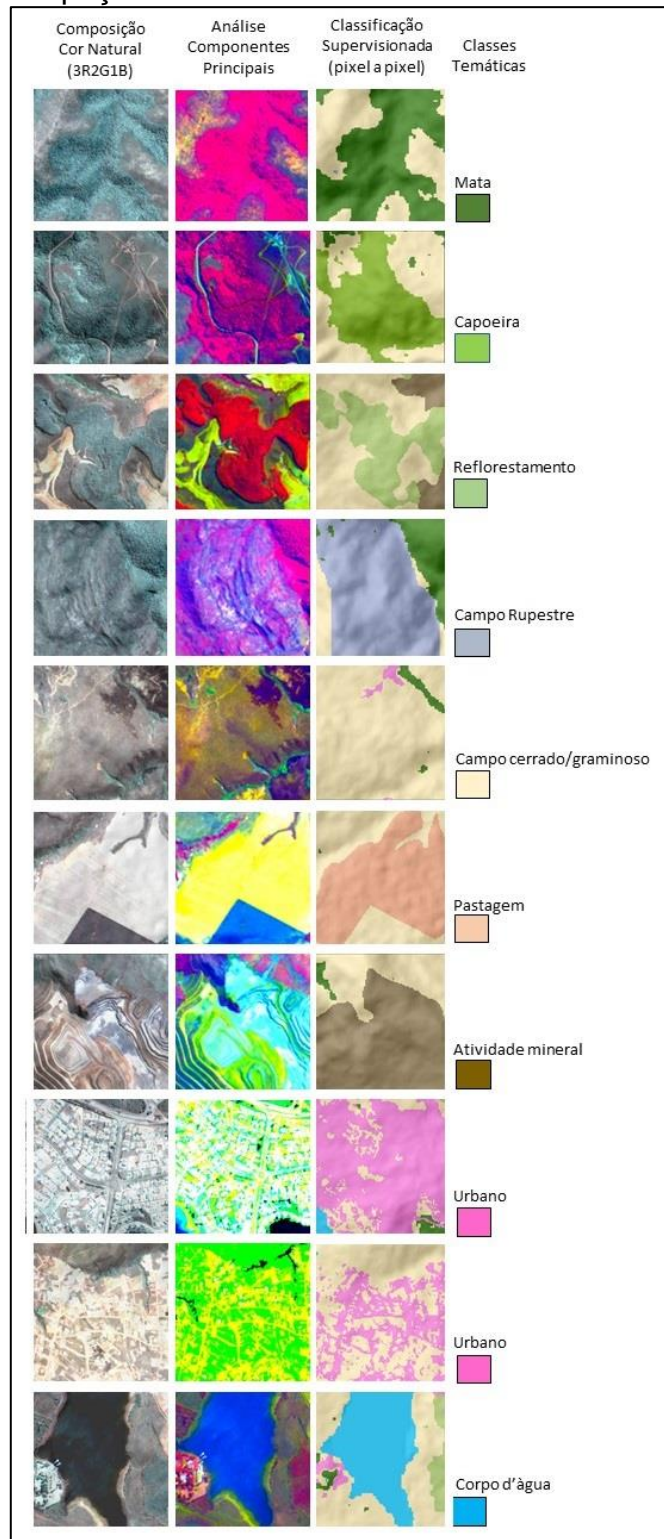 Composição
Cor Natural
(3R2G1B)
Análise
Componentes
Principais
Classificação
Supervisionada
(pixel a pixel)
Classes
Temáticas
Mata
Capoeira
Reflorestamento
Campo Rupestre
Campo cerrado/graminoso
Pastagem
Atividade mineral
Urbano
Urbano
Corpo d'àgua